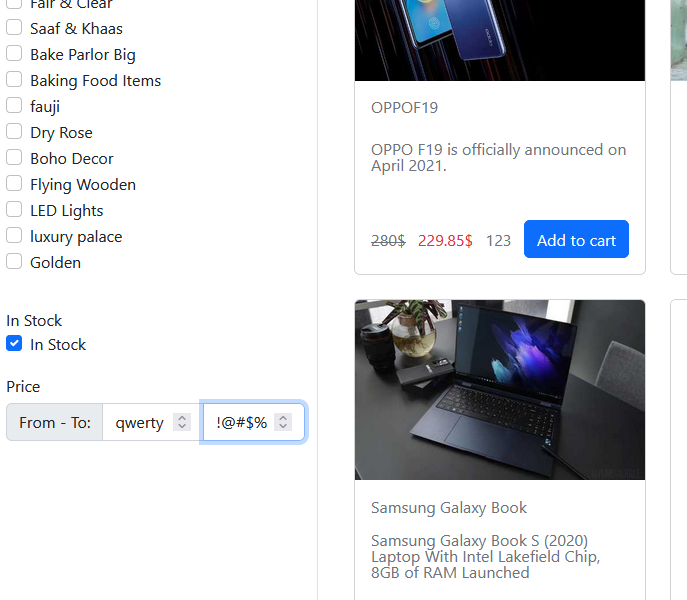 Fair & Clear
Saaf & Khaas
Bake Parlor Big
Baking Food Items
fauji
Dry Rose
Boho Decor
Flying Wooden
LED Lights
luxury palace
Golden
In Stock
In Stock
Price
From - To: qwerty !@#$%
OPPOF19
OPPO F19 is officially announced on
April 2021.
280$ 229.85$ 123 Add to cart
Samsung Galaxy Book
Samsung Galaxy Book S (2020)
Laptop With Intel Lakefield Chip,
8GB of RAM Launched